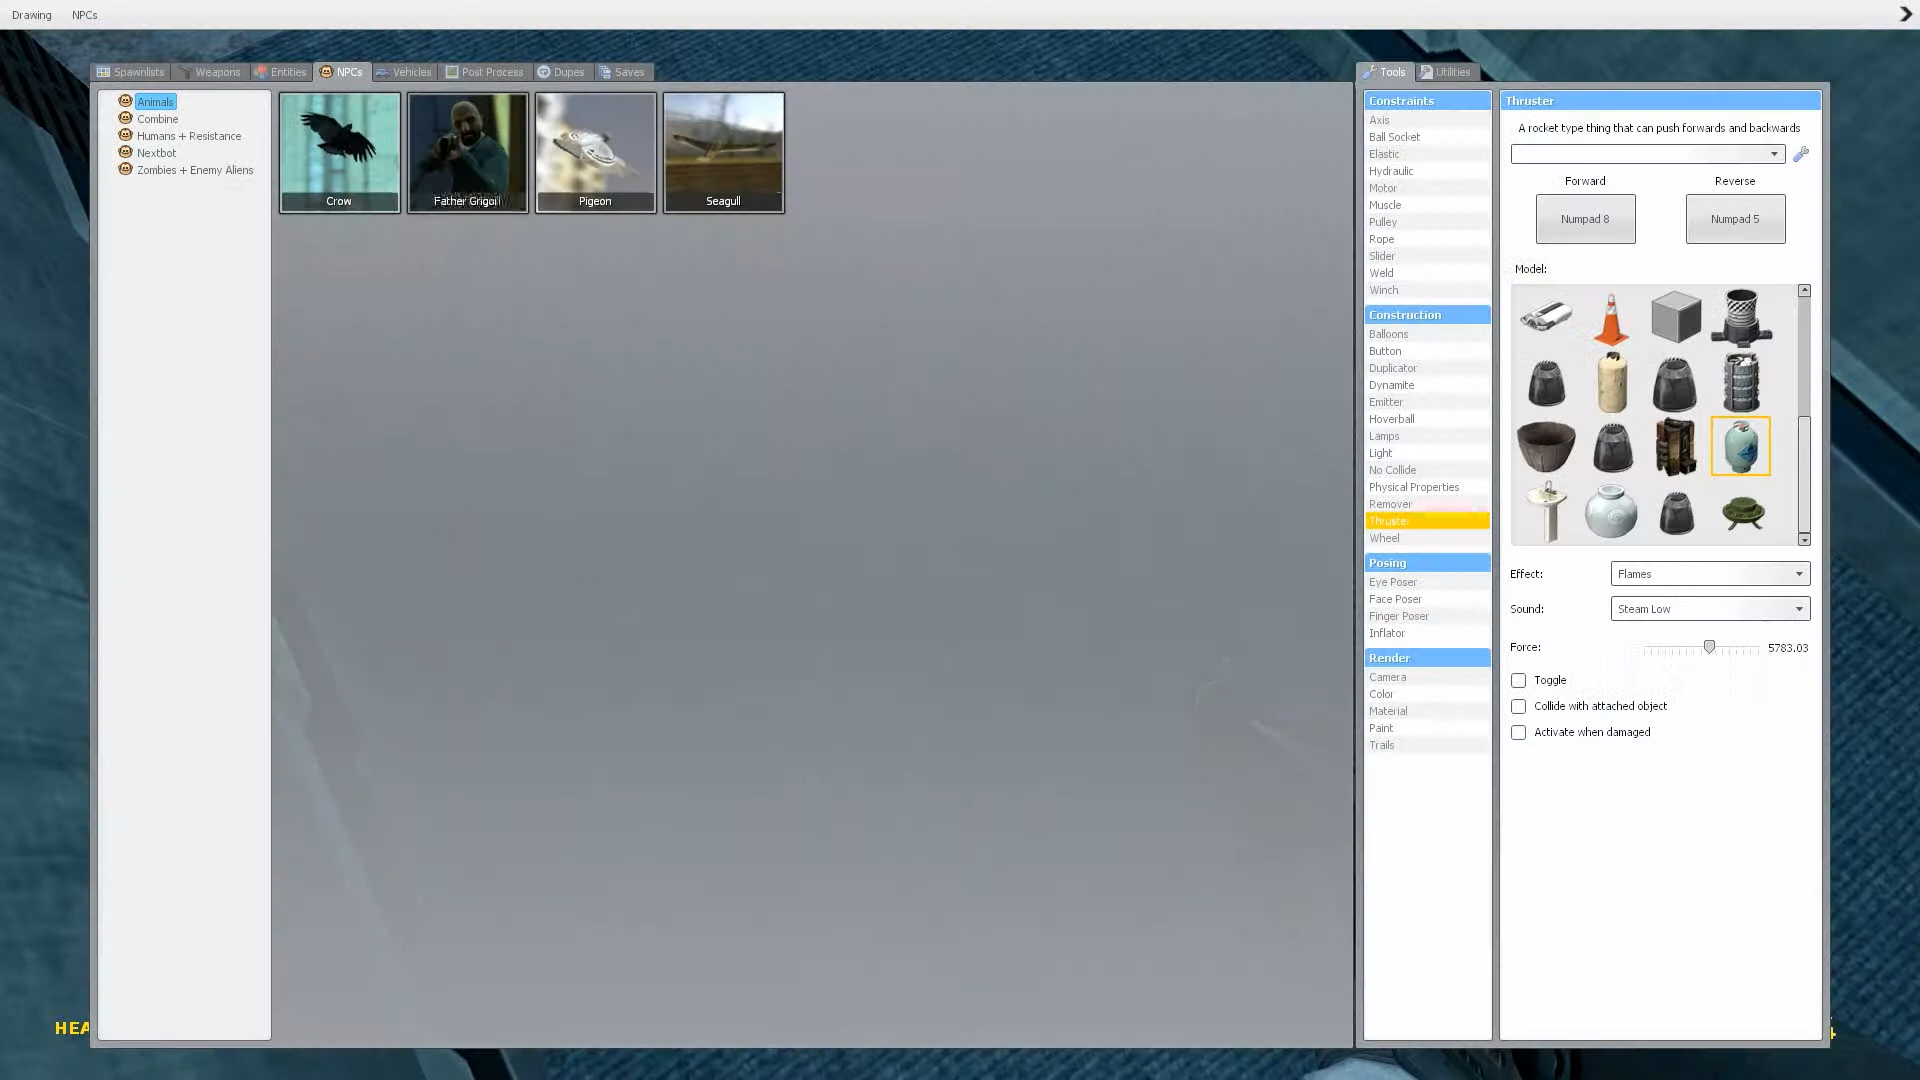 Drawing NPCs
Spawnlists Weapons Entities NPCs Vehicles Post Process Dupes Saves
Tools Utilities
Animals
Combine
Humans + Resistance
Nextbot
Zombies + Enemy Aliens
Crow
Father Grigori
Pigeon
Seagull
Constraints
Axis
Ball Socket
Elastic
Hydraulic
Motor
Muscle
Pulley
Rope
Slider
Weld
Winch
Construction
Balloons
Button
Duplicator
Dynamite
Emitter
Hoverball
Lamps
Light
No Collide
Physical Properties
Remover
Thruster
Wheel
Posing
Eye Poser
Face Poser
Finger Poser
Inflator
Render
Camera
Color
Material
Paint
Trails
Thruster
A rocket type thing that can push forwards and backwards
Forward Reverse
Numpad 8 Numpad 5
Model:
Effect: Flames
Sound: Steam Low
Force: 5783.03
Toggle
Collide with attached object
Activate when damaged
HEA